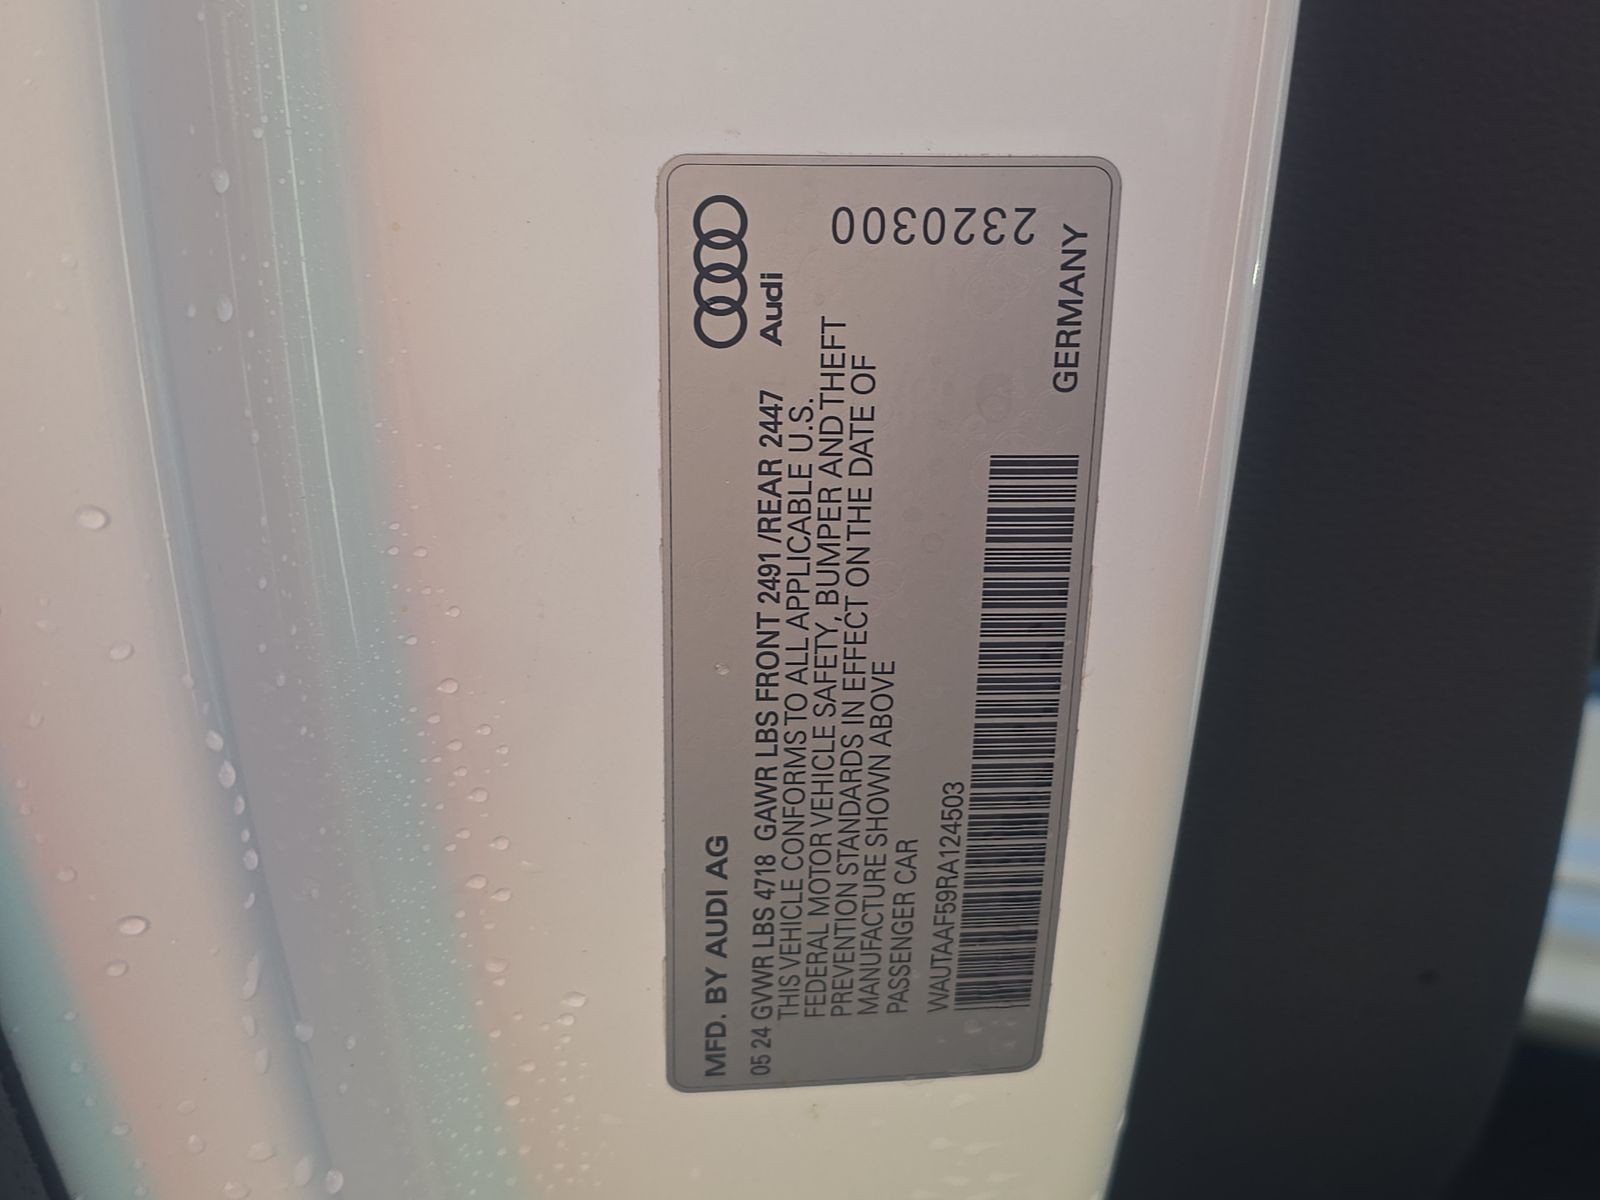 MFD. BY AUDI AG
05 24 GVWR LBS 4718 GAWR LBS FRONT 2491 /REAR 2447
THIS VEHICLE CONFORMS TO ALL APPLICABLE U.S.
FEDERAL MOTOR VEHICLE SAFETY, BUMPER AND THEFT
PREVENTION STANDARDS IN EFFECT ON THE DATE OF
MANUFACTURE SHOWN ABOVE
PASSENGER CAR
WAUTAAF59RA124503
Audi
2320300
GERMANY